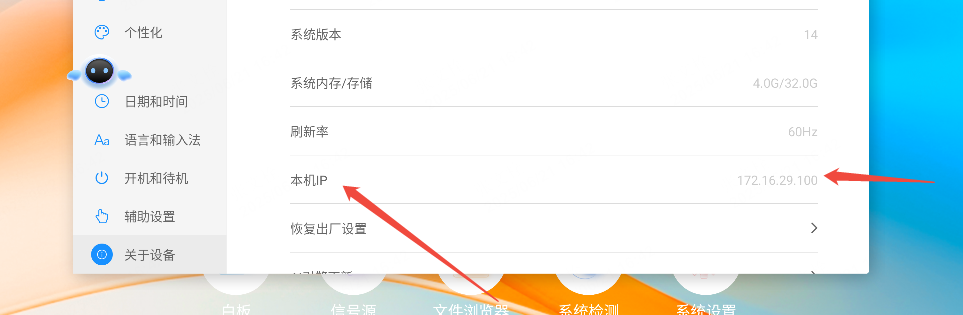 个性化
系统版本 14
系统内存/存储 4.0G/32.0G
日期和时间
刷新率 60Hz
Aa 语言和输入法
本机IP 172.16.29.100
开机和待机
辅助设置
恢复出厂设置
关于设备
白板 信号源 文件浏览器 系统检测 系统设置